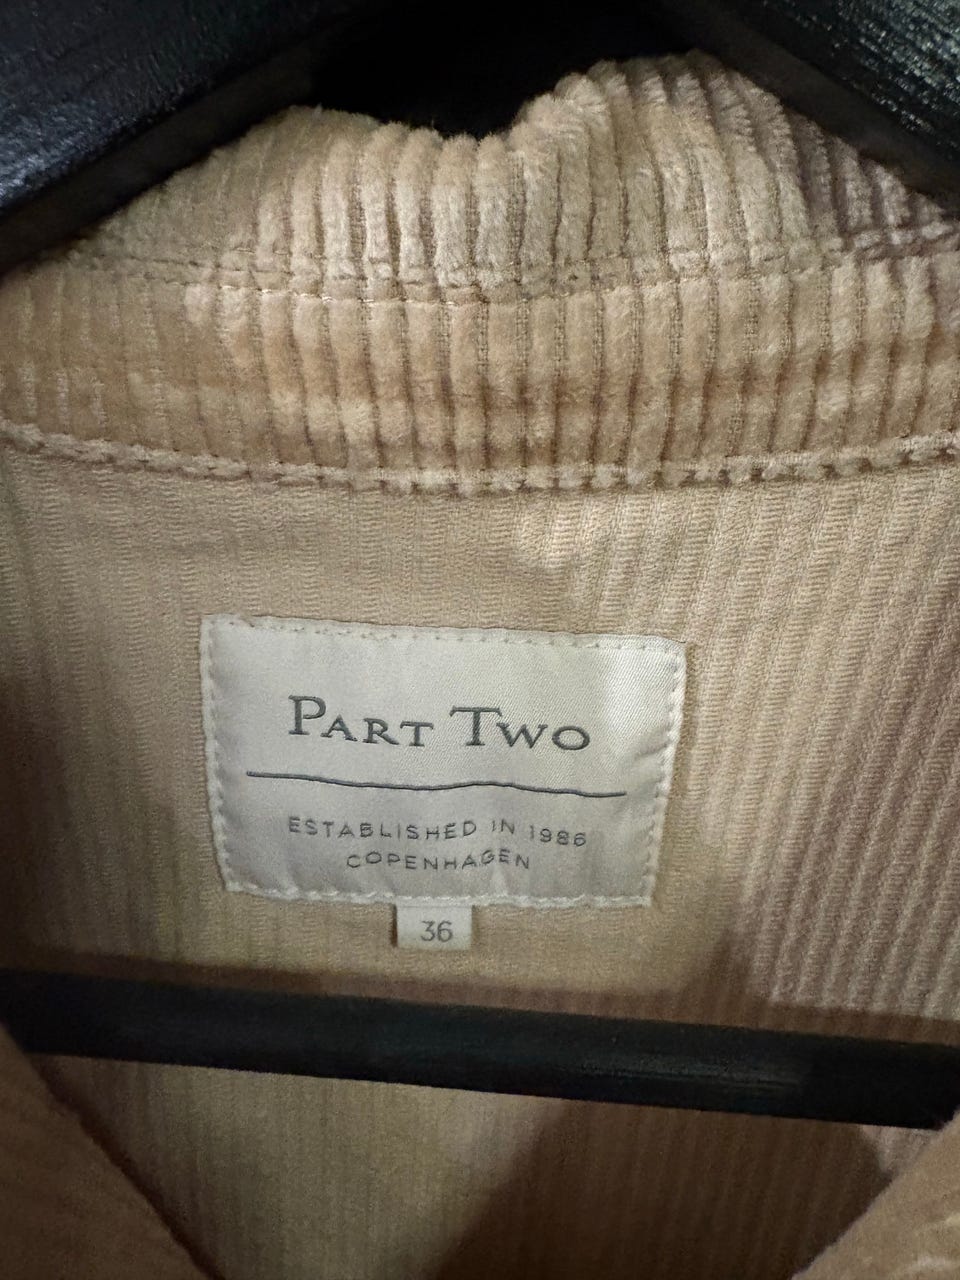 PART TWO
ESTABLISHED IN 1986
COPENHAGEN
36